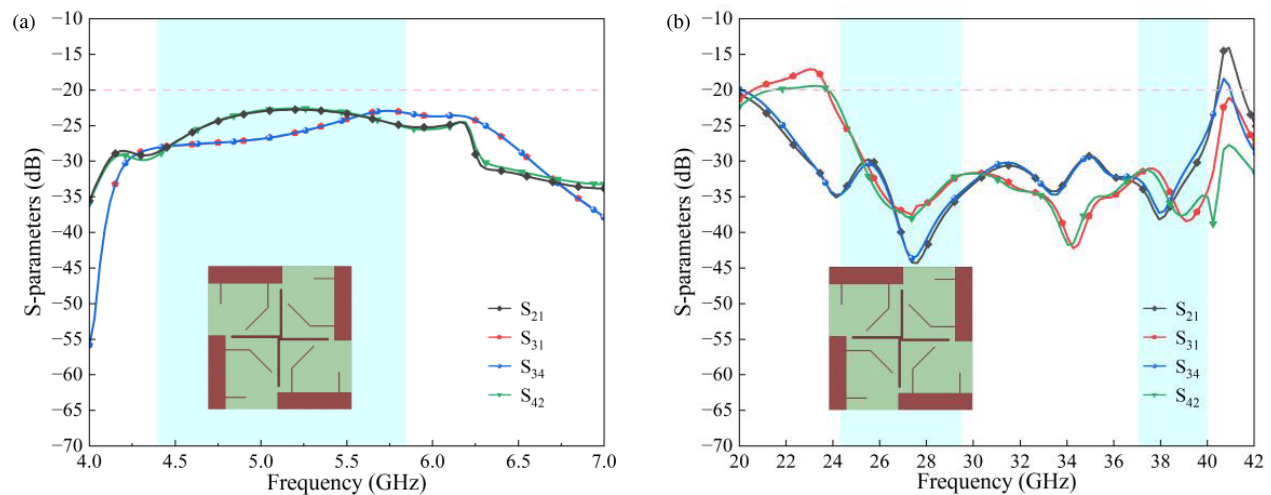 (a)
−10
−15
−20
−25
−30
−35
−40
−45
−50
−55
−60
−65
−70
S-parameters (dB)
4.0 4.5 5.0 5.5 6.0 6.5 7.0
Frequency (GHz)
S₂₁
S₃₁
S₃₄
S₄₂
(b)
−10
−15
−20
−25
−30
−35
−40
−45
−50
−55
−60
−65
−70
S-parameters (dB)
20 22 24 26 28 30 32 34 36 38 40 42
Frequency (GHz)
S₂₁
S₃₁
S₃₄
S₄₂